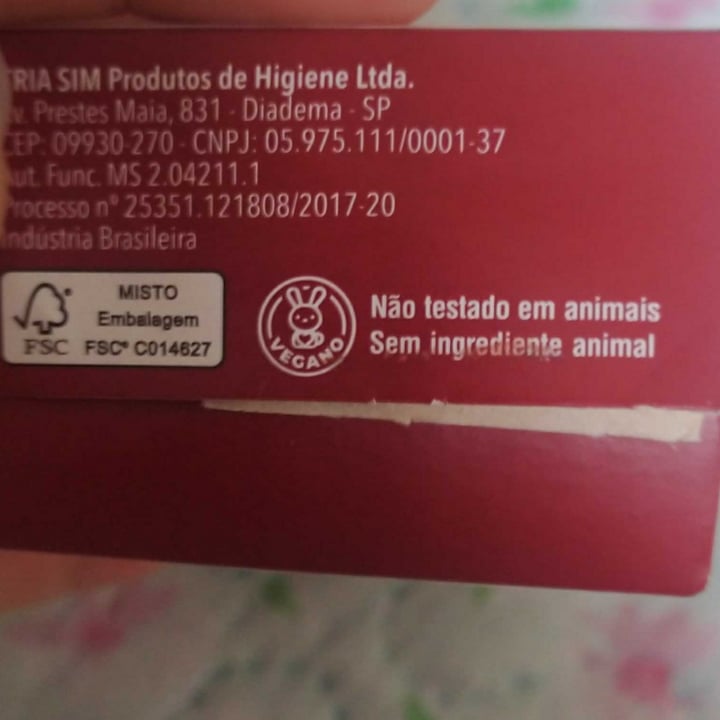 TRIA SIM Produtos de Higiene Ltda.
v. Prestes Maia, 831 - Diadema - SP
CEP: 09930-270 - CNPJ: 05.975.111/0001-37
ut. Func. MS 2.04211.1
rocesso nº 25351.121808/2017-20
Indústria Brasileira
MISTO
Embalagem
FSC FSC® C014627
VEGANO
Não testado em animais
Sem ingrediente animal